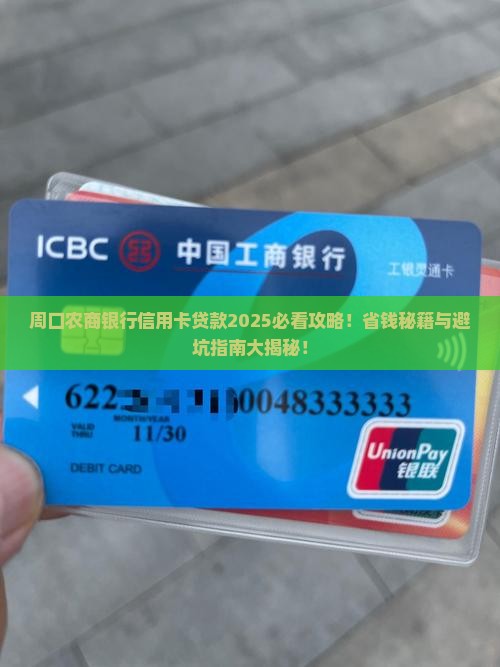 ICBC 中国工商银行
工银灵通卡
周口农商银行信用卡贷款2025必看攻略！省钱秘籍与避
坑指南大揭秘！
622 0048333333
MONTH/YEAR
VALID
THRU
11/30
DEBIT CARD
UnionPay
银联